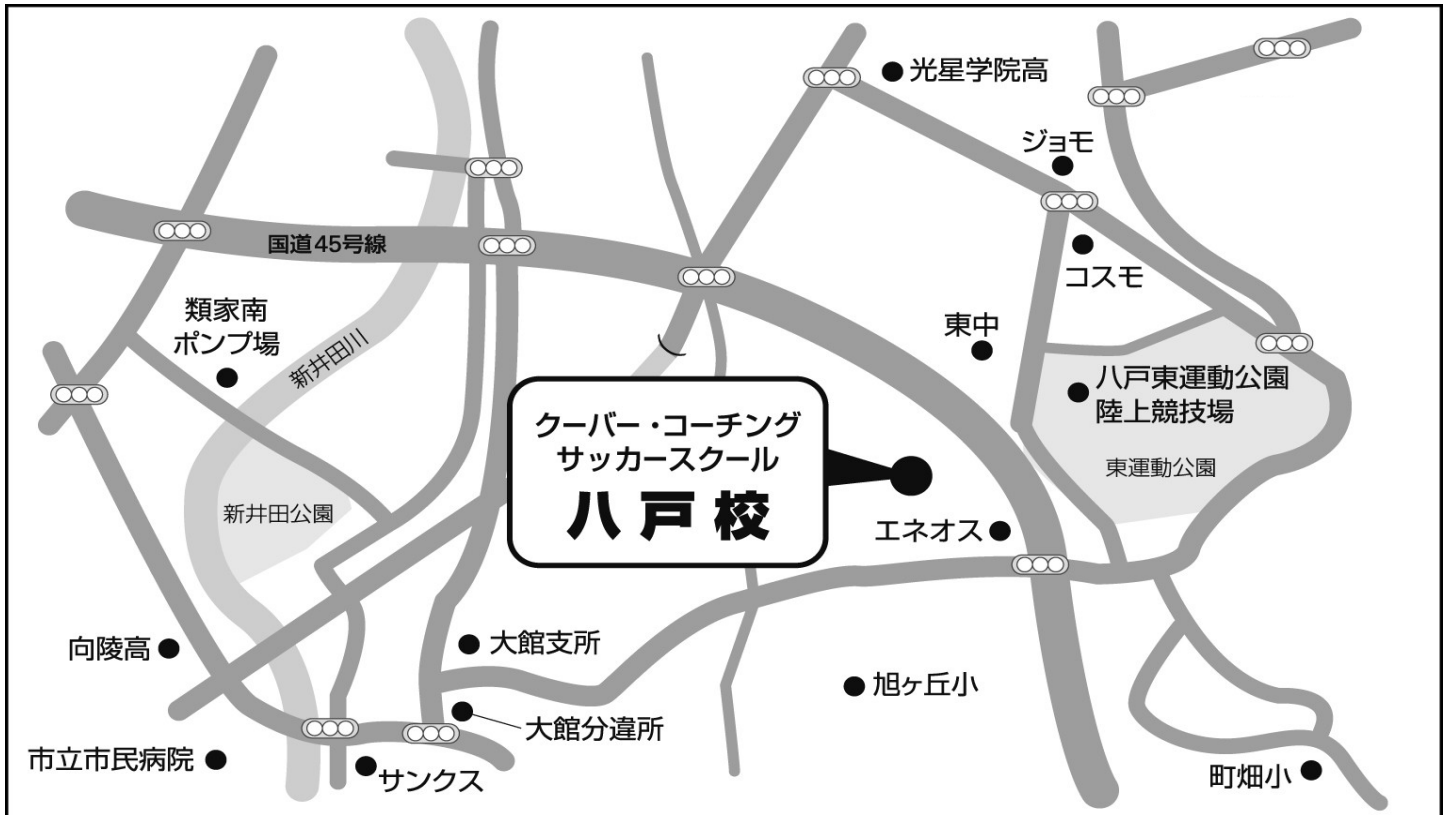 光星学院高
ジョモ
国道45号線
コスモ
類家南
ポンプ場
新井田川
東中
八戸東運動公園
陸上競技場
クーバー・コーチング
サッカースクール
八戸校
東運動公園
新井田公園
エネオス
向陵高
大館支所
旭ヶ丘小
大館分遣所
市立市民病院
サンクス
町畑小